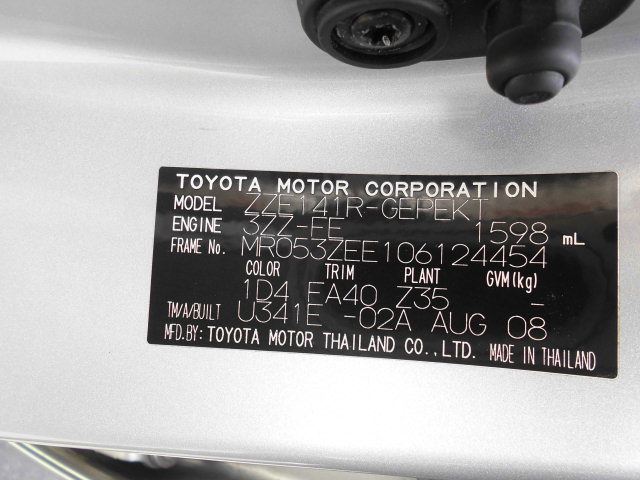 TOYOTA MOTOR CORPORATION
MODEL ZZE141R-GEPEKT
ENGINE 3ZZ-FE 1598 mL
FRAME No. MR053ZEE106124454
COLOR TRIM PLANT GVM(kg)
1D4 FA40 Z35 -
TM/A/BUILT U341E -02A AUG 08
MFD.BY: TOYOTA MOTOR THAILAND CO.,LTD. MADE IN THAILAND